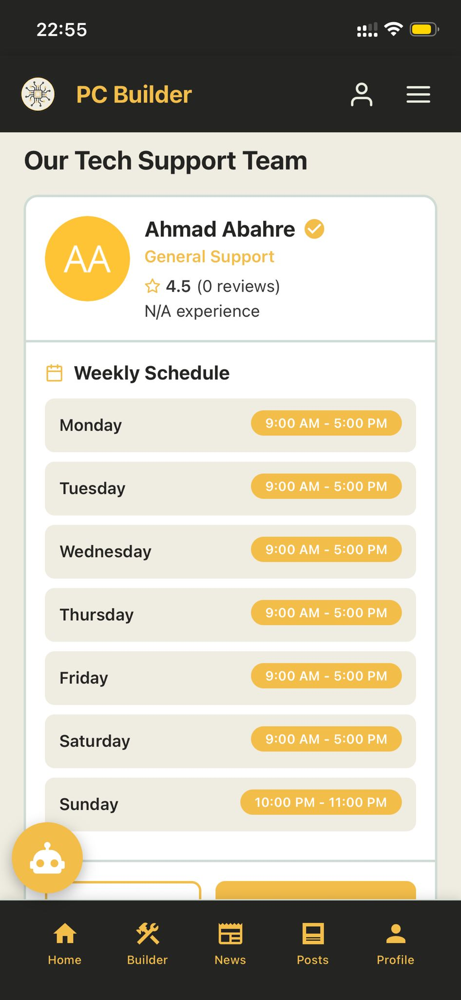 22:55
PC Builder
Our Tech Support Team
AA
Ahmad Abahre
General Support
4.5 (0 reviews)
N/A experience
Weekly Schedule
Monday 9:00 AM - 5:00 PM
Tuesday 9:00 AM - 5:00 PM
Wednesday 9:00 AM - 5:00 PM
Thursday 9:00 AM - 5:00 PM
Friday 9:00 AM - 5:00 PM
Saturday 9:00 AM - 5:00 PM
Sunday 10:00 PM - 11:00 PM
Home Builder News Posts Profile